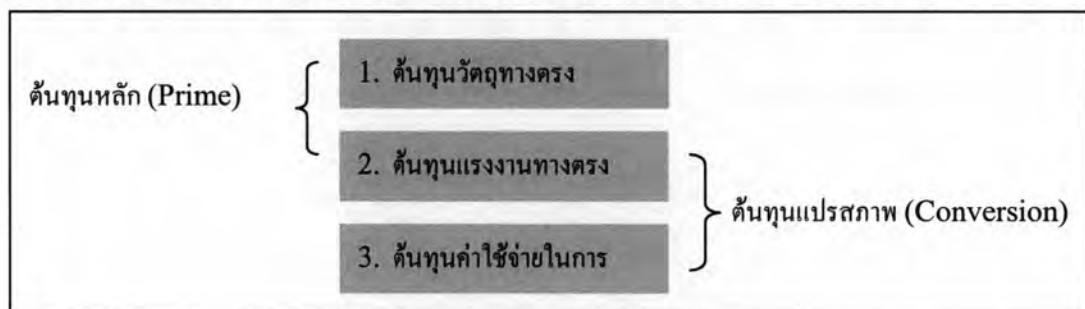 1. ต้นทุนวัตถุทางตรง
ต้นทุนหลัก (Prime)
2. ต้นทุนแรงงานทางตรง
ต้นทุนแปรสภาพ (Conversion)
3. ต้นทุนค่าใช้จ่ายในการ